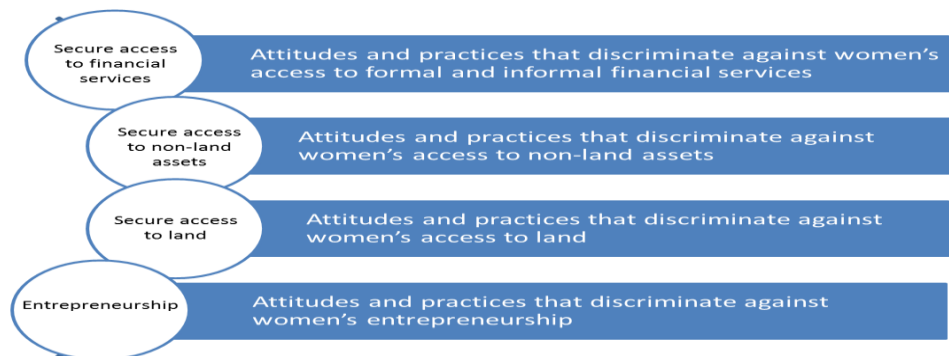 Secure access
to financial
services
Attitudes and practices that discriminate against women’s
access to formal and informal financial services
Secure access
to non-land
assets
Attitudes and practices that discriminate against
women’s access to non-land assets
Secure access
to land
Attitudes and practices that discriminate against
women’s access to land
Entrepreneurship
Attitudes and practices that discriminate against
women’s entrepreneurship